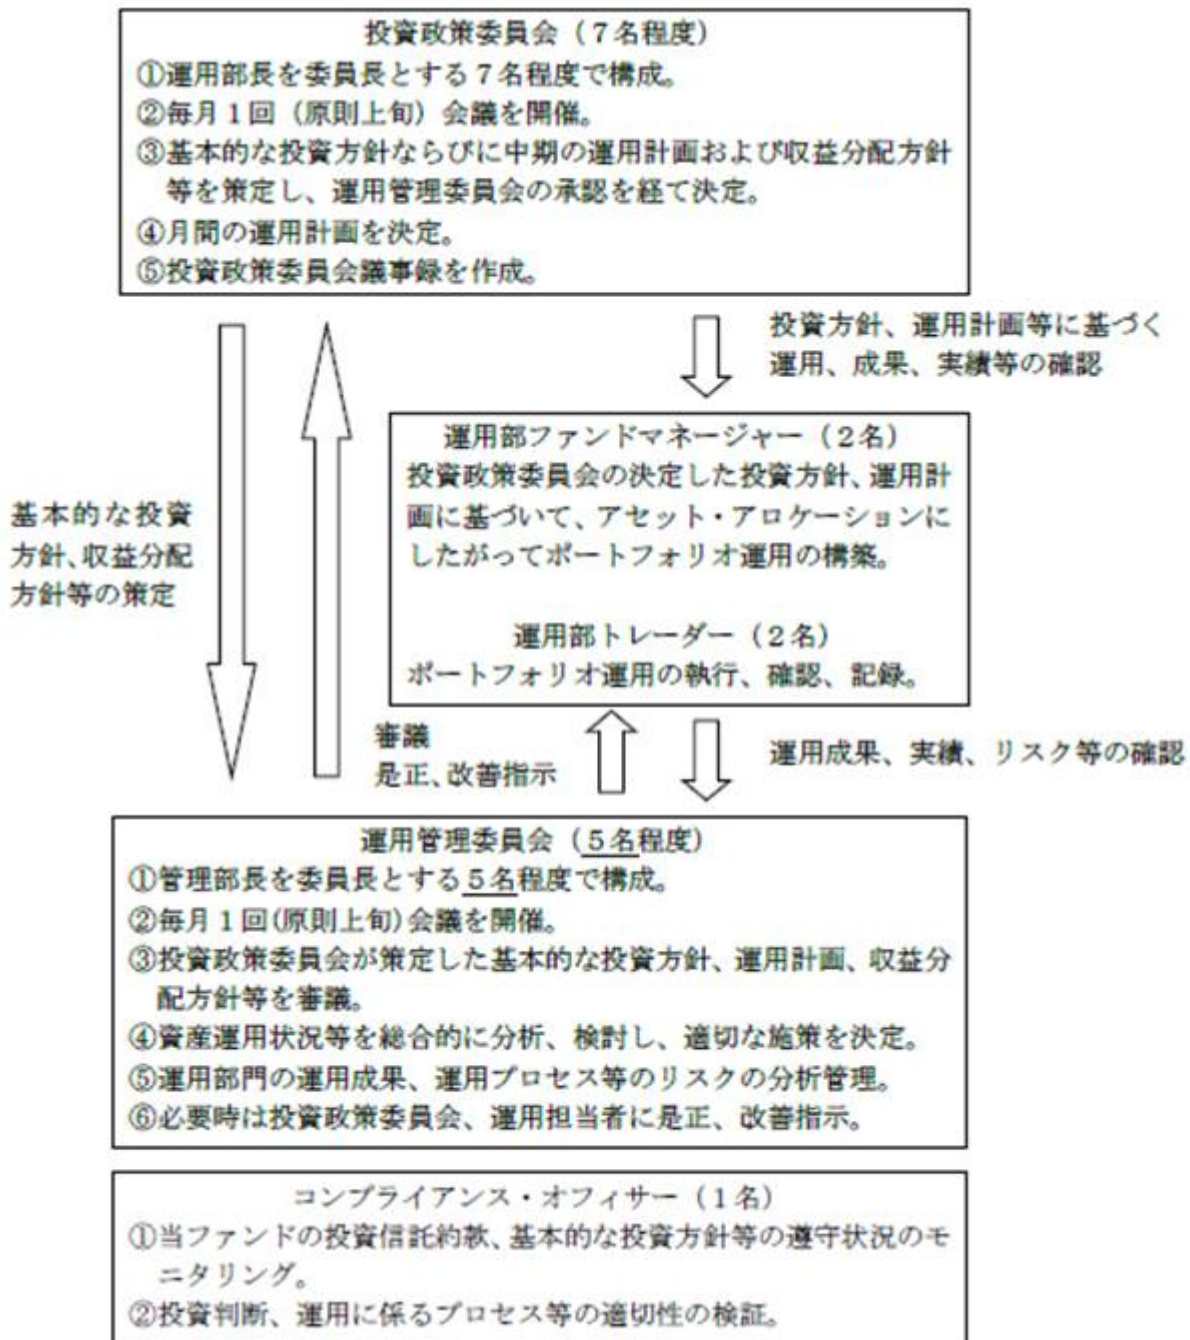 投資政策委員会（７名程度）
①運用部長を委員長とする７名程度で構成。
②毎月１回（原則上旬）会議を開催。
③基本的な投資方針ならびに中期の運用計画および収益分配方針
等を策定し、運用管理委員会の承認を経て決定。
④月間の運用計画を決定。
⑤投資政策委員会議事録を作成。
投資方針、運用計画等に基づく
運用、成果、実績等の確認
運用部ファンドマネージャー（２名）
投資政策委員会の決定した投資方針、運用計
画に基づいて、アセット・アロケーションに
したがってポートフォリオ運用の構築。
運用部トレーダー（２名）
ポートフォリオ運用の執行、確認、記録。
基本的な投資
方針、収益分配
方針等の策定
審議
是正、改善指示
運用成果、実績、リスク等の確認
運用管理委員会（５名程度）
①管理部長を委員長とする５名程度で構成。
②毎月１回(原則上旬)会議を開催。
③投資政策委員会が策定した基本的な投資方針、運用計画、収益分
配方針等を審議。
④資産運用状況等を総合的に分析、検討し、適切な施策を決定。
⑤運用部門の運用成果、運用プロセス等のリスクの分析管理。
⑥必要時は投資政策委員会、運用担当者に是正、改善指示。
コンプライアンス・オフィサー（１名）
①当ファンドの投資信託約款、基本的な投資方針等の遵守状況のモ
ニタリング。
②投資判断、運用に係るプロセス等の適切性の検証。